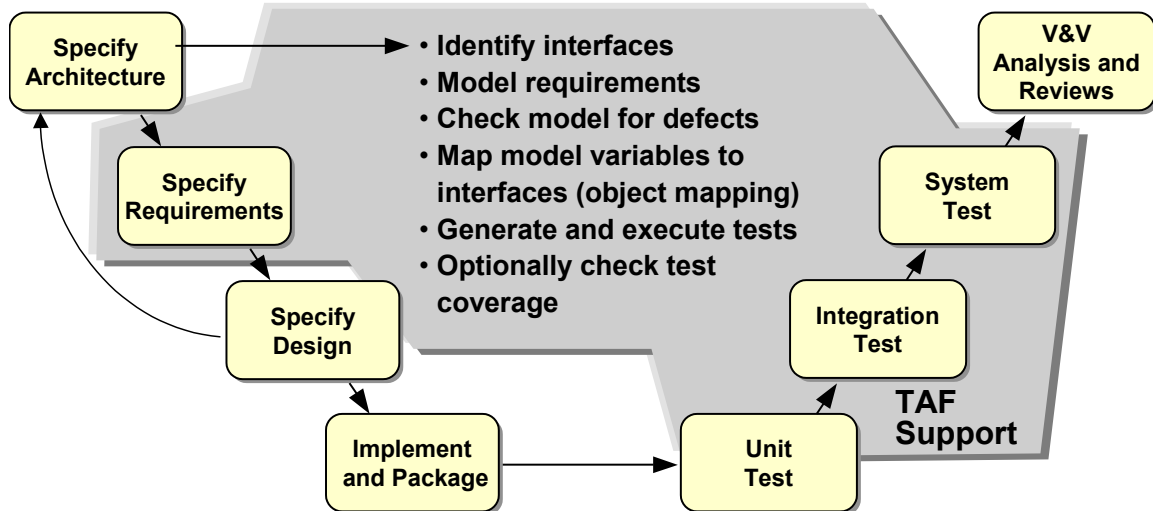 Specify
Architecture
• Identify interfaces
• Model requirements
• Check model for defects
• Map model variables to
interfaces (object mapping)
• Generate and execute tests
• Optionally check test
coverage
V&V
Analysis and
Reviews
Specify
Requirements
System
Test
Specify
Design
Integration
Test
TAF
Support
Implement
and Package
Unit
Test